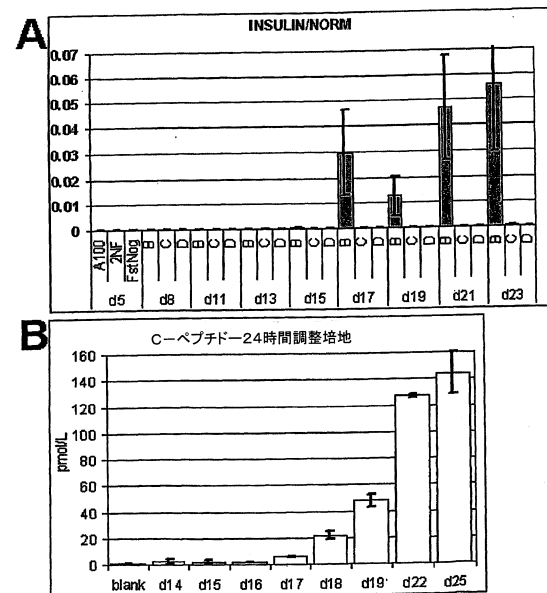 A
INSULIN/NORM
0.07
0.06
0.05
0.04
0.03
0.02
0.01
0
A100 2NF FstNog B C D B C D B C D B C D B C D B C D B C D B C D
d5 d8 d11 d13 d15 d17 d19 d21 d23
B
C－ペプチド－24時間調整培地
160
140
120
100
80
60
40
20
0
pmol/L
blank d14 d15 d16 d17 d18 d19 d22 d25